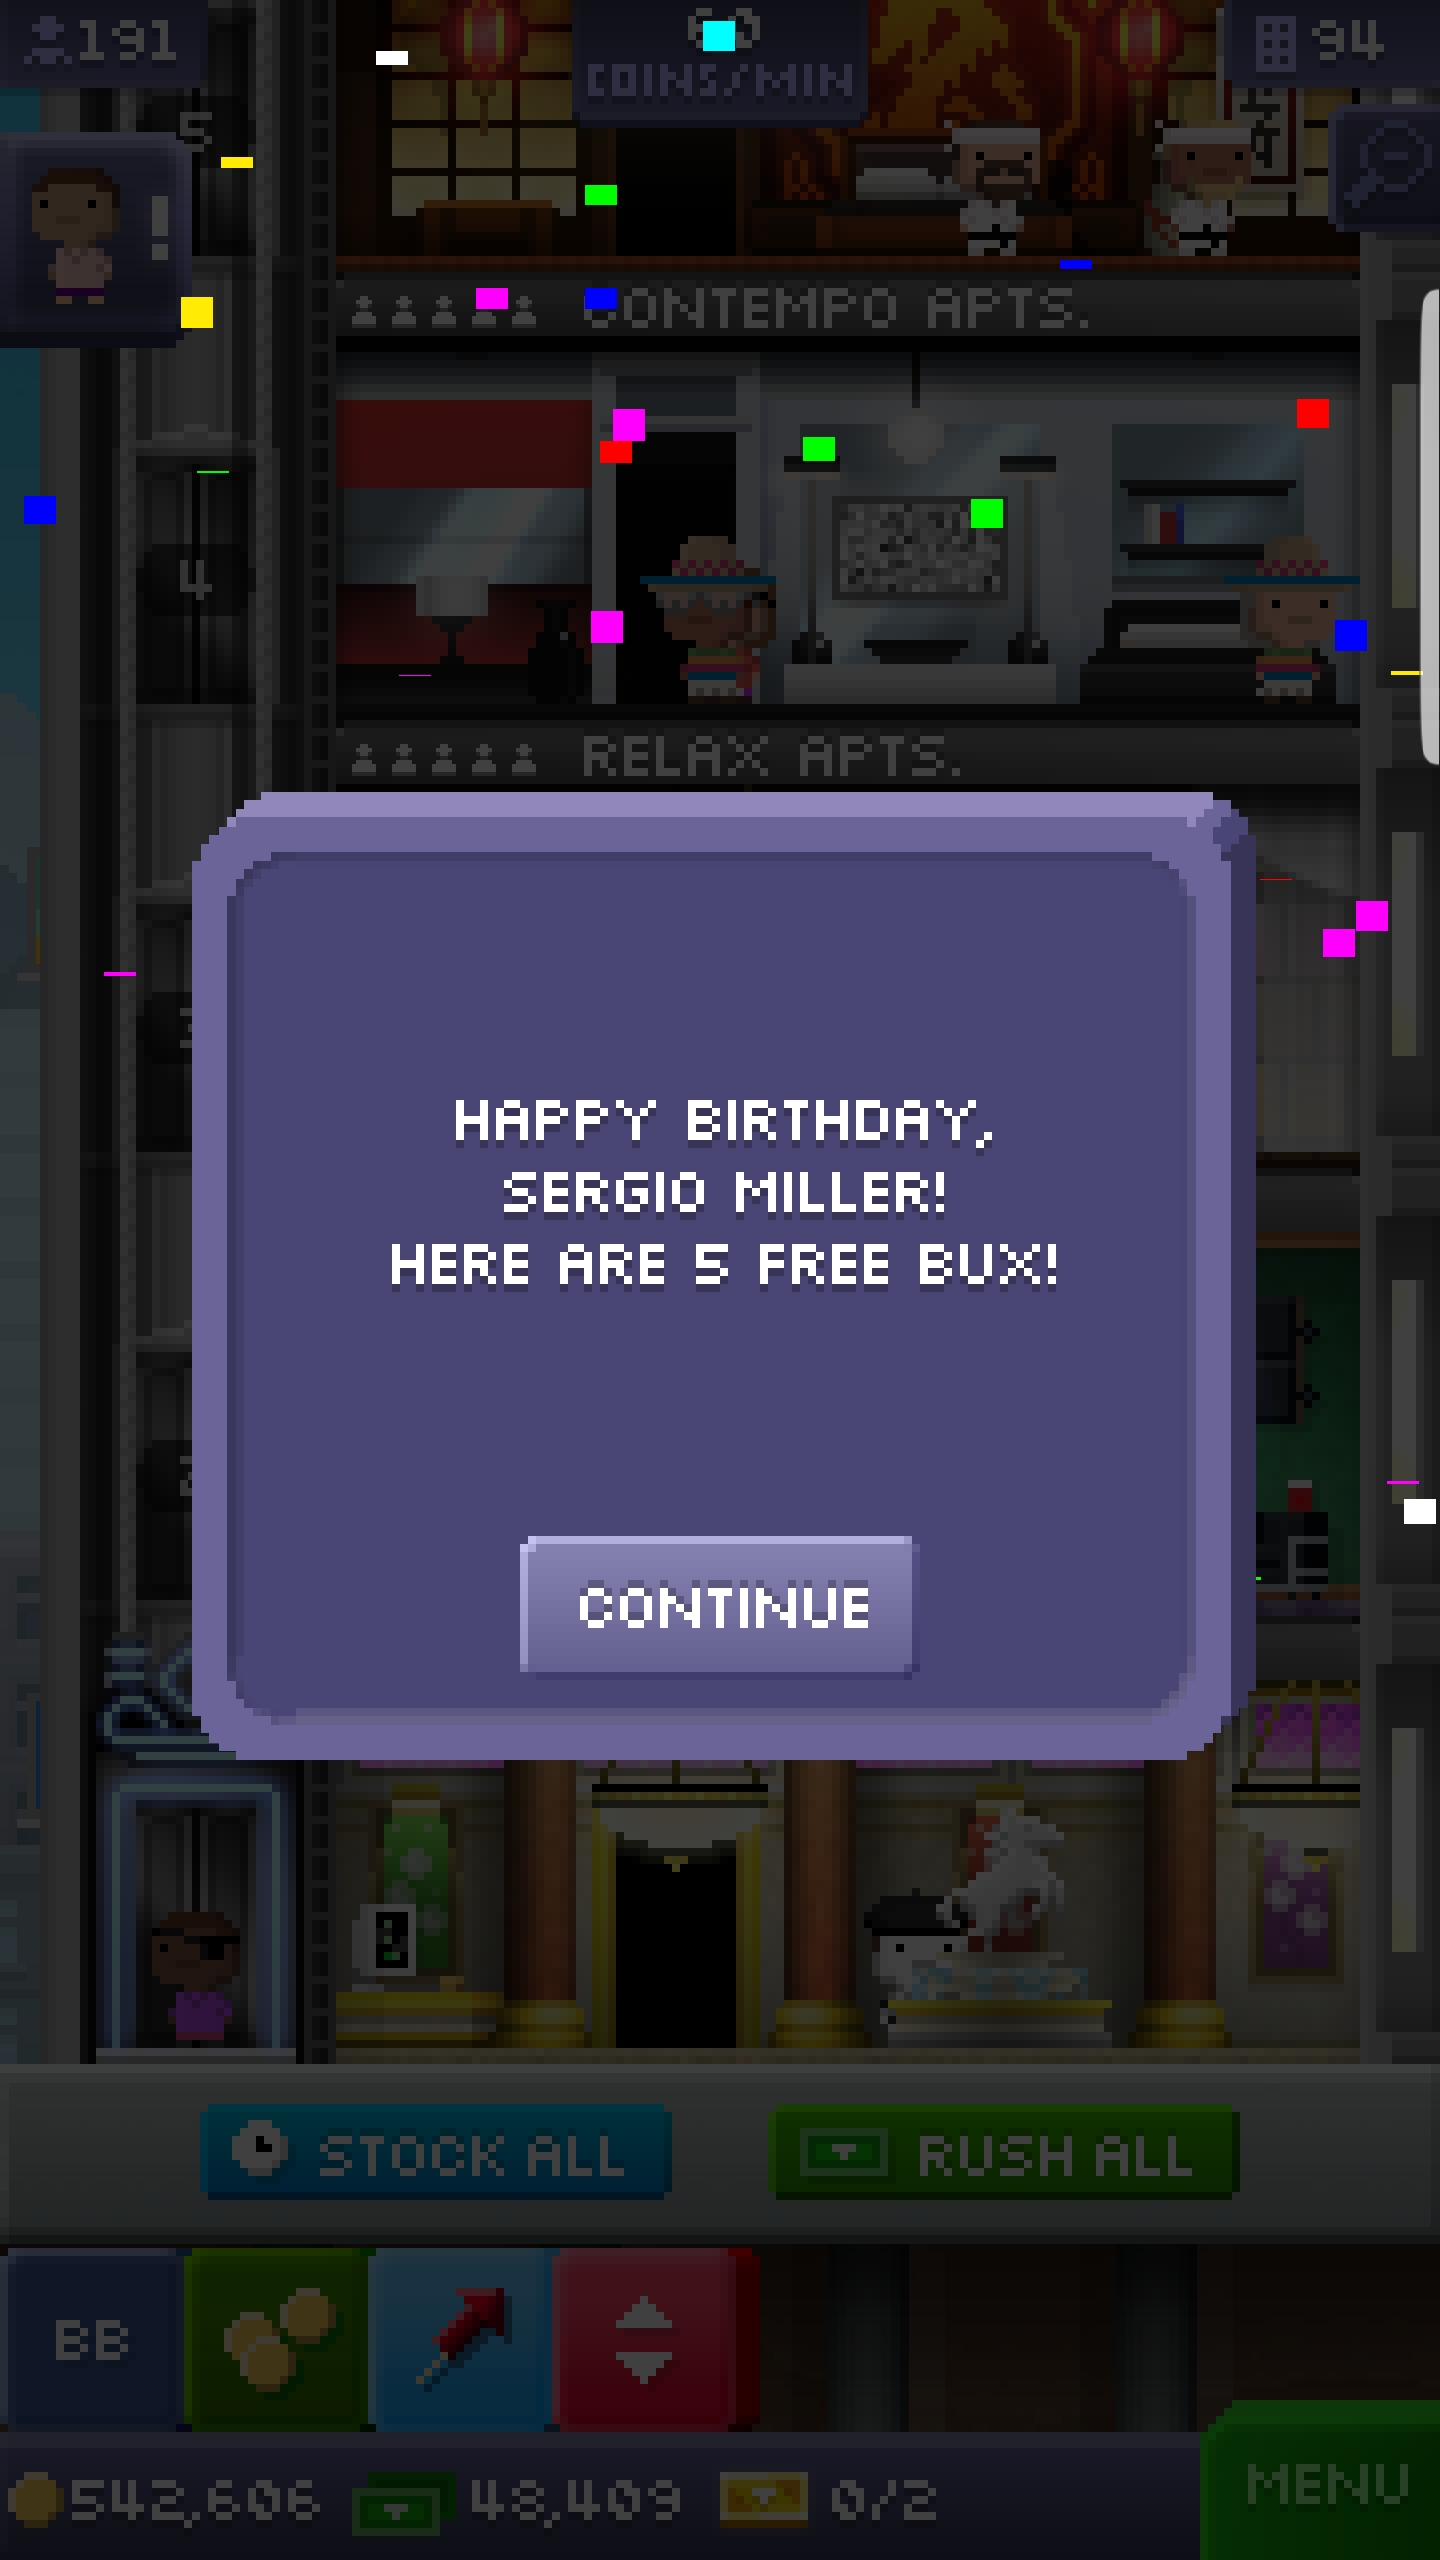 191
COINS/MIN
94
5
!
CONTEMPO APTS.
4
RELAX APTS.
HAPPY BIRTHDAY,
SERGIO MILLER!
HERE ARE 5 FREE BUX!
CONTINUE
STOCK ALL
RUSH ALL
BB
542,606
48,409
0/2
MENU